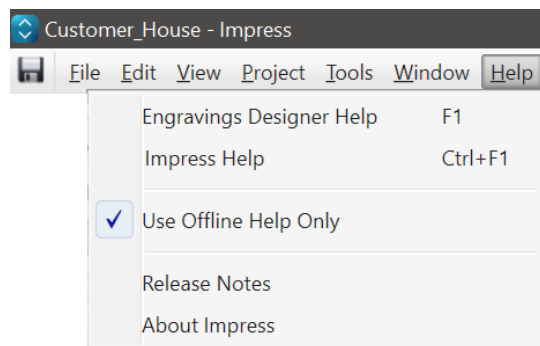 Customer_House - Impress
File Edit View Project Tools Window Help
Engravings Designer Help F1
Impress Help Ctrl+F1
Use Offline Help Only
Release Notes
About Impress